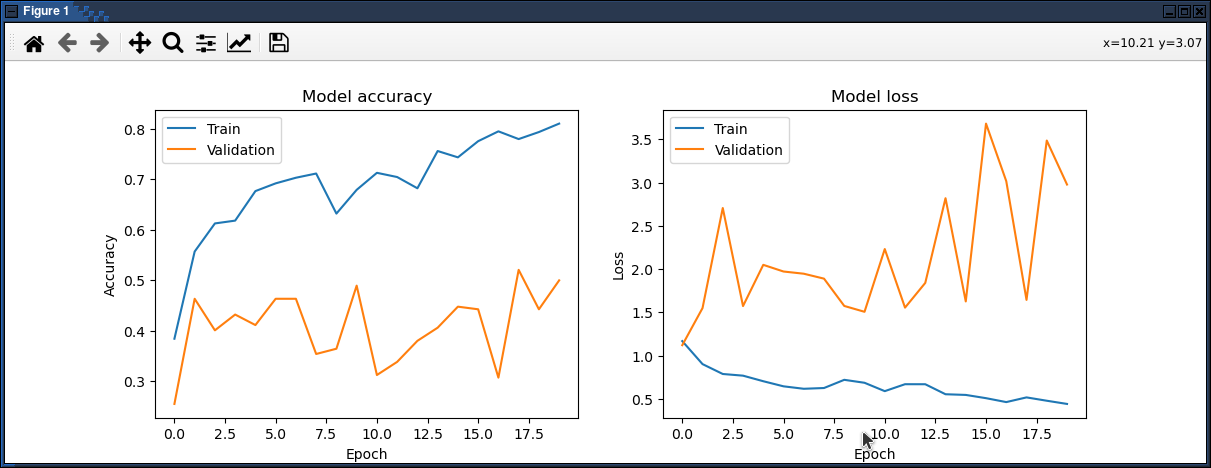 Figure 1
x=10.21 y=3.07
Model accuracy
Train
Validation
0.8
0.7
0.6
0.5
0.4
0.3
Accuracy
0.0 2.5 5.0 7.5 10.0 12.5 15.0 17.5
Epoch
Model loss
Train
Validation
3.5
3.0
2.5
2.0
1.5
1.0
0.5
Loss
0.0 2.5 5.0 7.5 10.0 12.5 15.0 17.5
Epoch